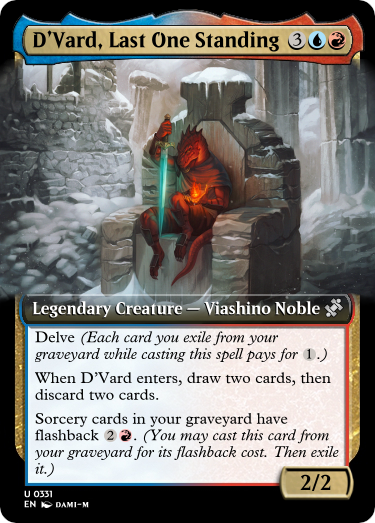 D'Vard, Last One Standing 3
Legendary Creature — Viashino Noble
Delve (Each card you exile from your
graveyard while casting this spell pays for 1.)
When D'Vard enters, draw two cards, then
discard two cards.
Sorcery cards in your graveyard have
flashback 2. (You may cast this card from
your graveyard for its flashback cost. Then exile
it.)
2/2
U 0331
EN DAMI-M